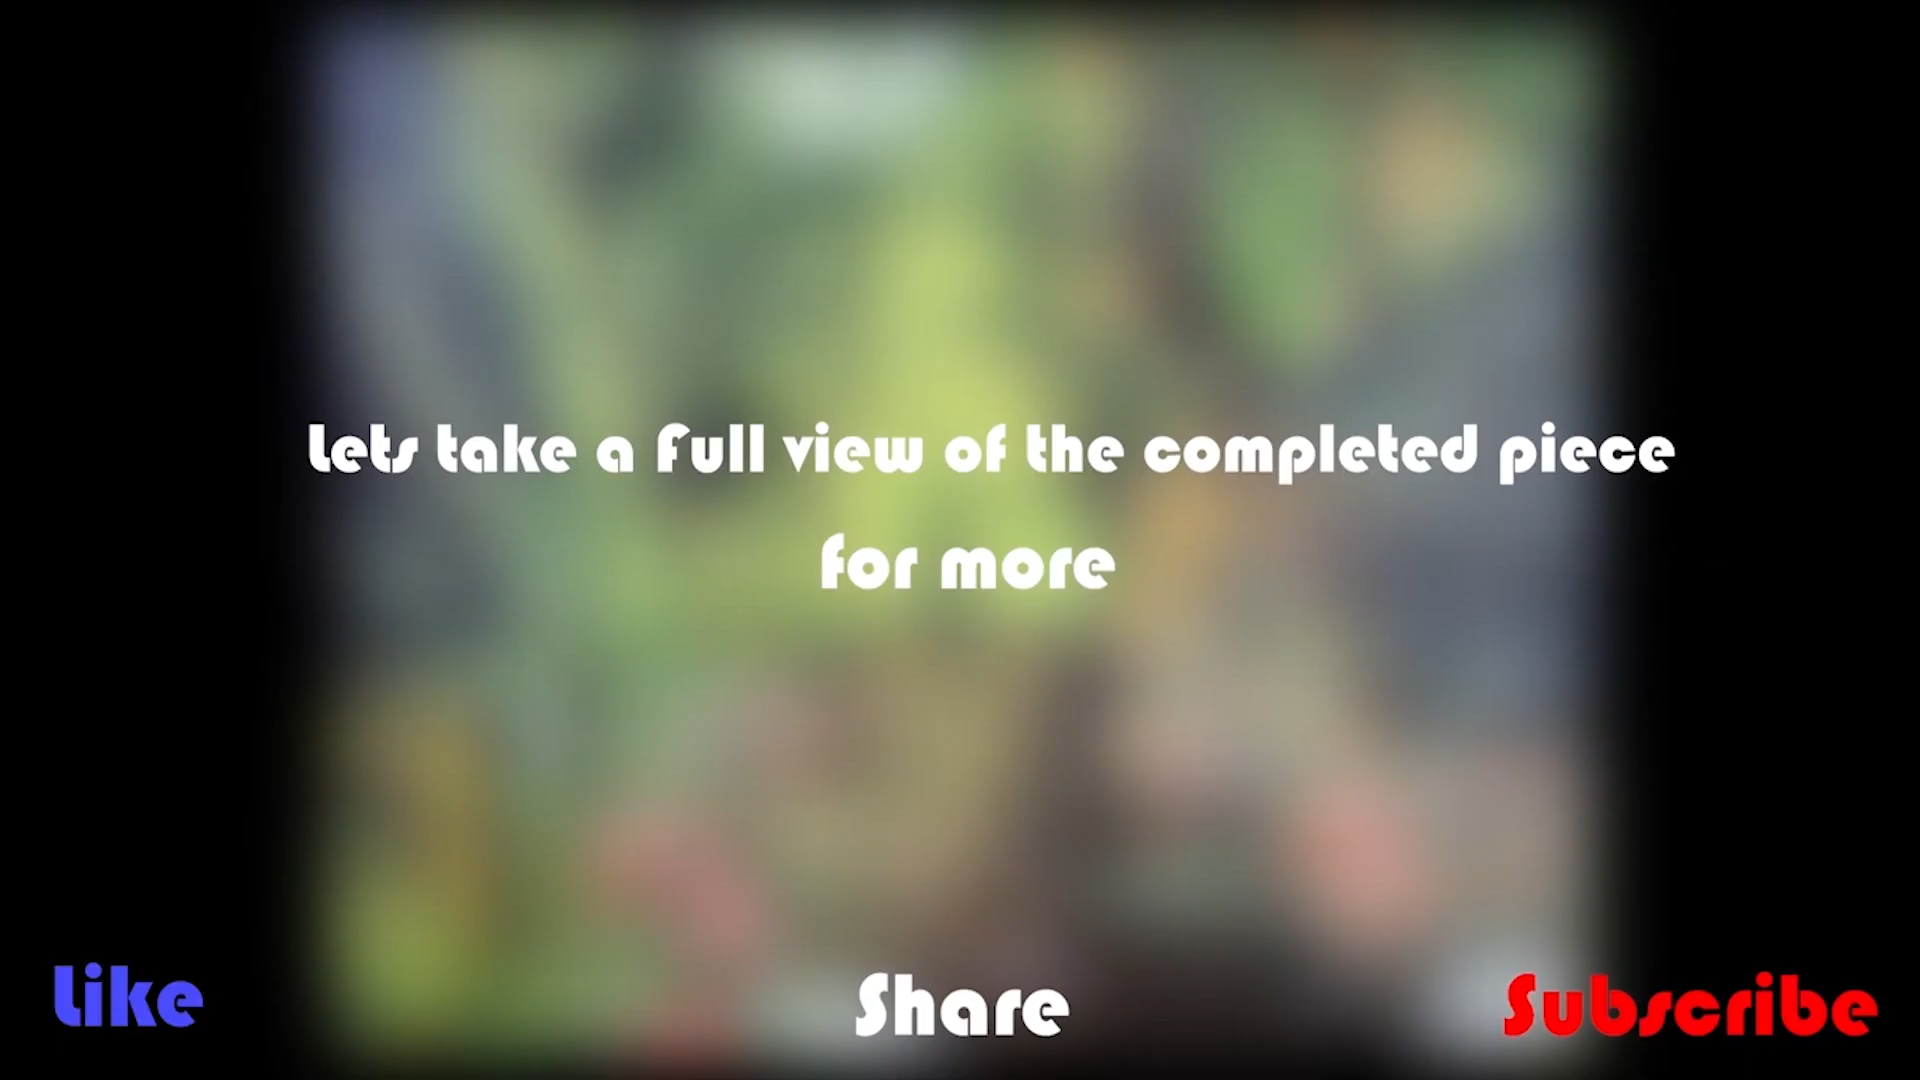 Lets take a Full view of the completed piece
for more
Like
Share
Subscribe